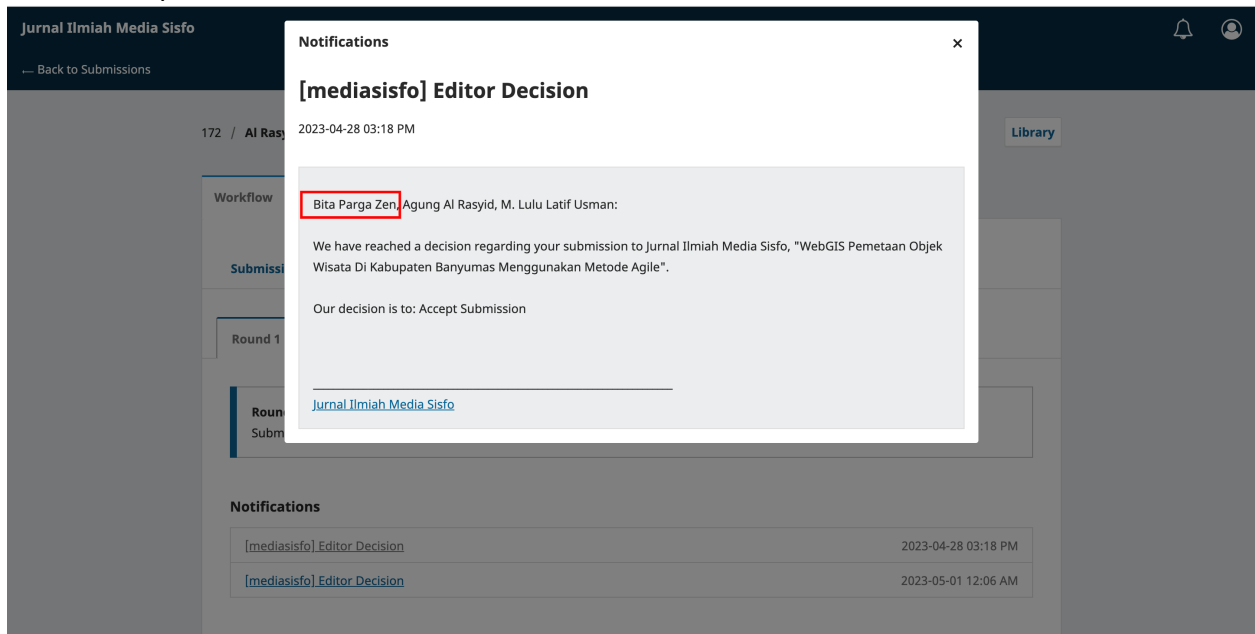 Jurnal Ilmiah Media Sisfo
← Back to Submissions
Notifications
×
[mediasisfo] Editor Decision
2023-04-28 03:18 PM
172 / Al Rasy
Library
Workflow
Bita Parga Zen, Agung Al Rasyid, M. Lulu Latif Usman:
We have reached a decision regarding your submission to Jurnal Ilmiah Media Sisfo, "WebGIS Pemetaan Objek
Wisata Di Kabupaten Banyumas Menggunakan Metode Agile".
Submissi
Our decision is to: Accept Submission
Round 1
Jurnal Ilmiah Media Sisfo
Roun
Subm
Notifications
[mediasisfo] Editor Decision 2023-04-28 03:18 PM
[mediasisfo] Editor Decision 2023-05-01 12:06 AM